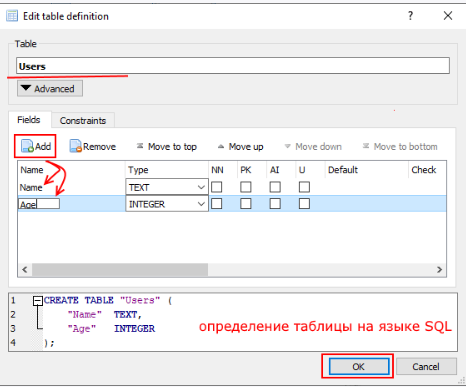 Edit table definition
Table
Users
Advanced
Fields Constraints
Add Remove Move to top Move up Move down Move to bottom
Name Type NN PK AI U Default Check
Name TEXT
Age INTEGER
1 CREATE TABLE "Users" (
2 "Name" TEXT,
3 "Age" INTEGER
4 );
определение таблицы на языке SQL
OK Cancel